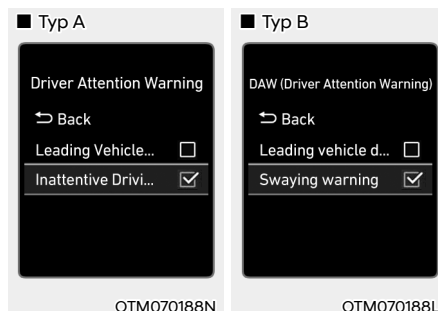 ■ Typ A
Driver Attention Warning
Back
Leading Vehicle...
Inattentive Drivi...
OTM070188N
■ Typ B
DAW (Driver Attention Warning)
Back
Leading vehicle d...
Swaying warning
OTM070188L